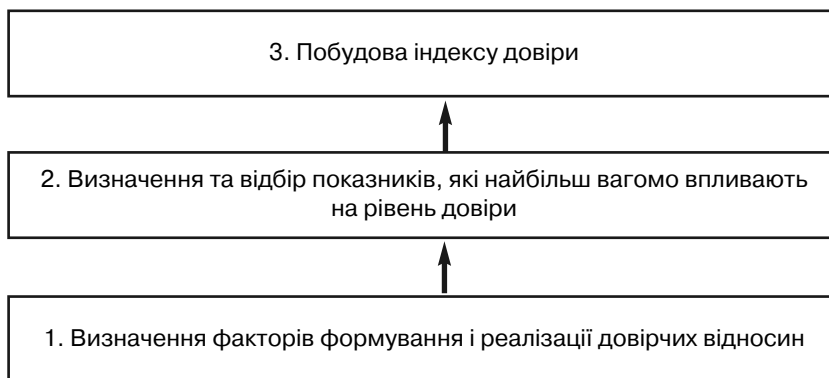 3. Побудова індексу довіри
2. Визначення та відбір показників, які найбільш вагомо впливають
на рівень довіри
1. Визначення факторів формування і реалізації довірчих відносин